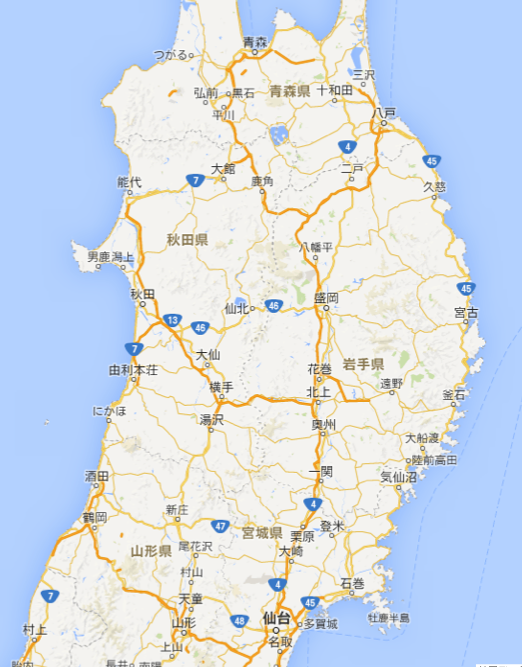 青森
つがる
三沢
弘前
黒石
青森県
十和田
平川
八戸
4
45
大館
二戸
7
鹿角
能代
久慈
秋田県
八幡平
男鹿
潟上
45
秋田
仙北
46
盛岡
宮古
13
46
7
大仙
岩手県
由利本荘
花巻
横手
遠野
北上
釜石
にかほ
湯沢
奥州
大船渡
陸前高田
酒田
一関
気仙沼
4
新庄
鶴岡
47
登米
宮城県
栗原
山形県
尾花沢
大崎
村山
4
石巻
7
天童
45
仙台
48
多賀城
牡鹿半島
村上
山形
名取
上山
長井
南陽
胎内